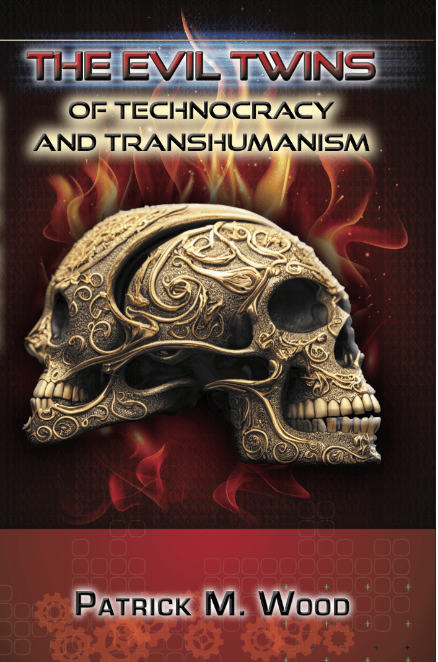 THE EVIL TWINS
OF TECHNOCRACY
AND TRANSHUMANISM
PATRICK M. WOOD